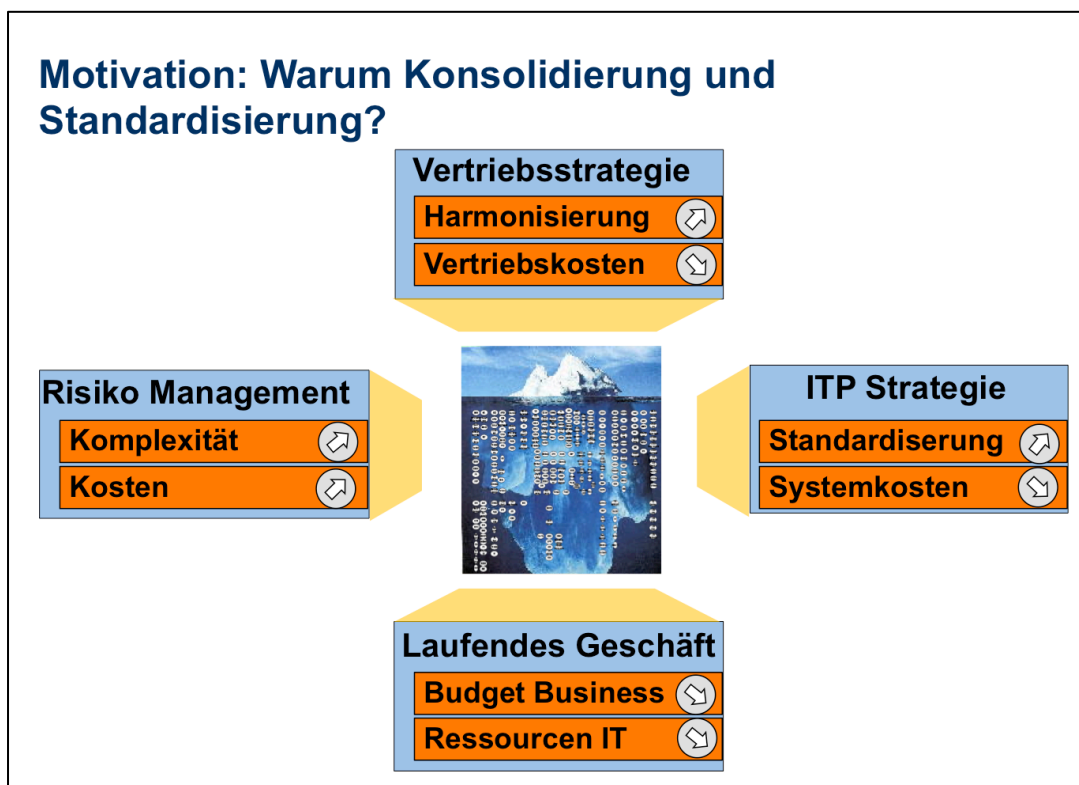 Motivation: Warum Konsolidierung und
Standardisierung?
Vertriebsstrategie
Harmonisierung
Vertriebskosten
Risiko Management
Komplexität
Kosten
ITP Strategie
Standardiserung
Systemkosten
Laufendes Geschäft
Budget Business
Ressourcen IT